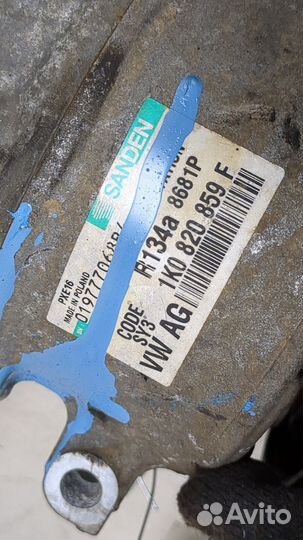 SANDEN
PXE16
MADE IN POLAND
R134a 8681P
1K0 820 859 F
CODE
SY3
VW AG
Avito